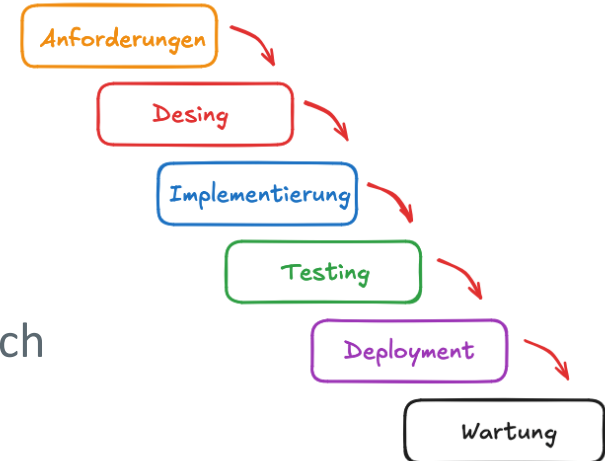 Anforderungen
Desing
Implementierung
Testing
ch
Deployment
Wartung